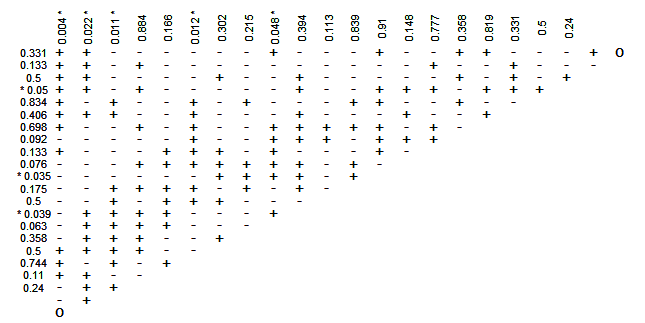 0.004 * 0.022 * 0.011 * 0.884 0.166 0.012 * 0.302 0.215 0.048 * 0.394 0.113 0.839 0.91 0.148 0.777 0.358 0.819 0.331 0.5 0.24
0.331 + + - - - - - - + - - - + - - + + - - - + O
0.133 + + - + - - - - - - - - - - + - - + - - -
0.5 + + - - - - + - - + - - - - - + - + - +
* 0.05 + + - + - - - - - + - - + + + - + + +
0.834 + - + - - + - + - - - + + - - + - -
0.406 + + + - - + - - - + - - - + - - +
0.698 + - - + - + - - + + + + + - + -
0.092 - - - - - + - - + + + - + + +
0.133 + - - - + + + - + + - - + -
0.076 - - - + + + + + + + - + -
* 0.035 - - - - - - + + + + - +
0.175 - - + + + + - + - + -
0.5 - - + - + + + - - -
* 0.039 - + + + + - - - +
0.063 - + + + + - - -
0.358 - + + + - - +
0.5 + + + + - -
0.744 + - + - +
0.11 + + - -
0.24 - + +
- +
O